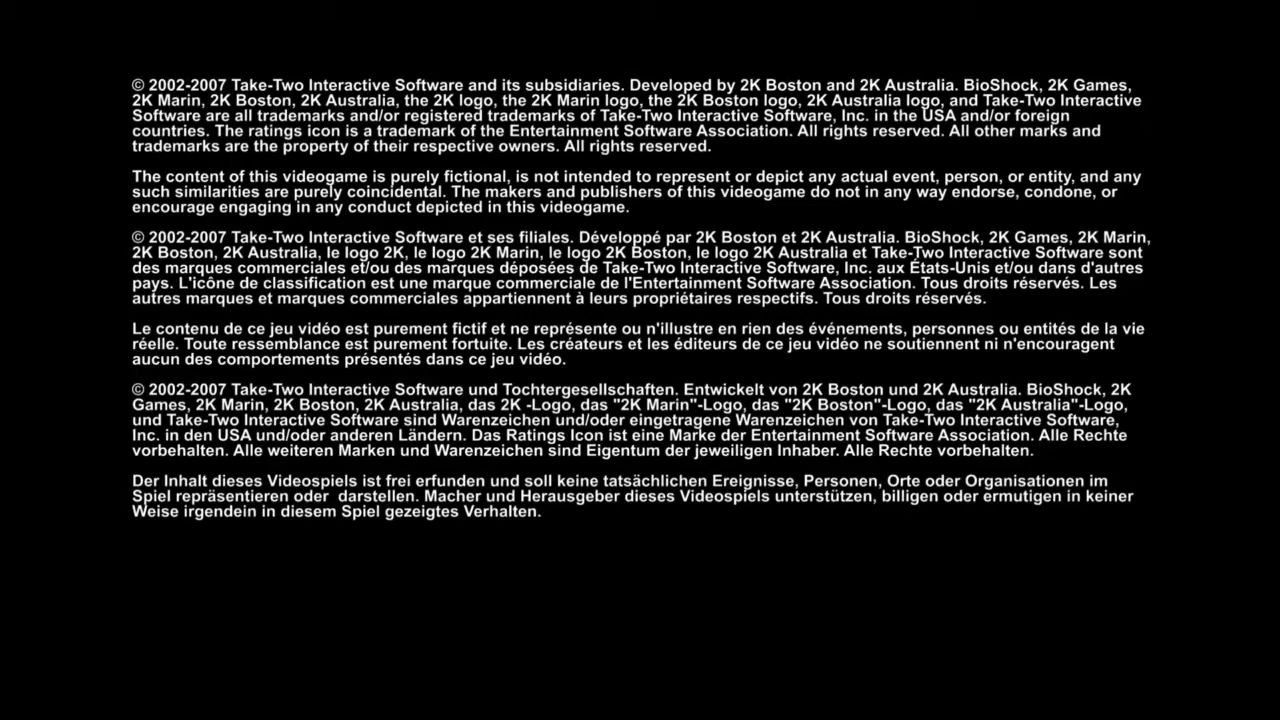 © 2002-2007 Take-Two Interactive Software and its subsidiaries. Developed by 2K Boston and 2K Australia. BioShock, 2K Games,
2K Marin, 2K Boston, 2K Australia, the 2K logo, the 2K Marin logo, the 2K Boston logo, 2K Australia logo, and Take-Two Interactive
Software are all trademarks and/or registered trademarks of Take-Two Interactive Software, Inc. in the USA and/or foreign
countries. The ratings icon is a trademark of the Entertainment Software Association. All rights reserved. All other marks and
trademarks are the property of their respective owners. All rights reserved.
The content of this videogame is purely fictional, is not intended to represent or depict any actual event, person, or entity, and any
such similarities are purely coincidental. The makers and publishers of this videogame do not in any way endorse, condone, or
encourage engaging in any conduct depicted in this videogame.
© 2002-2007 Take-Two Interactive Software et ses filiales. Développé par 2K Boston et 2K Australia. BioShock, 2K Games, 2K Marin,
2K Boston, 2K Australia, le logo 2K, le logo 2K Marin, le logo 2K Boston, le logo 2K Australia et Take-Two Interactive Software sont
des marques commerciales et/ou des marques déposées de Take-Two Interactive Software, Inc. aux États-Unis et/ou dans d'autres
pays. L'icône de classification est une marque commerciale de l'Entertainment Software Association. Tous droits réservés. Les
autres marques et marques commerciales appartiennent à leurs propriétaires respectifs. Tous droits réservés.
Le contenu de ce jeu vidéo est purement fictif et ne représente ou n'illustre en rien des événements, personnes ou entités de la vie
réelle. Toute ressemblance est purement fortuite. Les créateurs et les éditeurs de ce jeu vidéo ne soutiennent ni n'encouragent
aucun des comportements présentés dans ce jeu vidéo.
© 2002-2007 Take-Two Interactive Software und Tochtergesellschaften. Entwickelt von 2K Boston und 2K Australia. BioShock, 2K
Games, 2K Marin, 2K Boston, 2K Australia, das 2K -Logo, das "2K Marin"-Logo, das "2K Boston"-Logo, das "2K Australia"-Logo,
und Take-Two Interactive Software sind Warenzeichen und/oder eingetragene Warenzeichen von Take-Two Interactive Software,
Inc. in den USA und/oder anderen Ländern. Das Ratings Icon ist eine Marke der Entertainment Software Association. Alle Rechte
vorbehalten. Alle weiteren Marken und Warenzeichen sind Eigentum der jeweiligen Inhaber. Alle Rechte vorbehalten.
Der Inhalt dieses Videospiels ist frei erfunden und soll keine tatsächlichen Ereignisse, Personen, Orte oder Organisationen im
Spiel repräsentieren oder  darstellen. Macher und Herausgeber dieses Videospiels unterstützen, billigen oder ermutigen in keiner
Weise irgendein in diesem Spiel gezeigtes Verhalten.